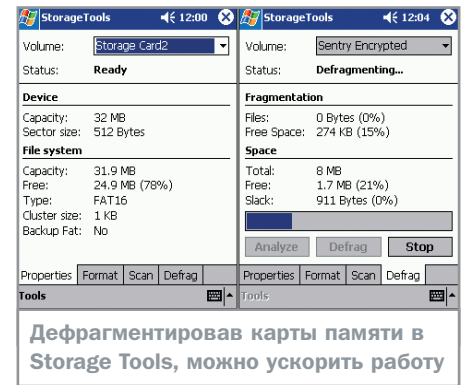 StorageTools 12:00
Volume: Storage Card2
Status: Ready
Device
Capacity: 32 MB
Sector size: 512 Bytes
File system
Capacity: 31.9 MB
Free: 24.9 MB (78%)
Type: FAT16
Cluster size: 1 KB
Backup Fat: No
Properties Format Scan Defrag
Tools
StorageTools 12:04
Volume: Sentry Encrypted
Status: Defragmenting...
Fragmentation
Files: 0 Bytes (0%)
Free Space: 274 KB (15%)
Space
Total: 8 MB
Free: 1.7 MB (21%)
Slack: 911 Bytes (0%)
Analyze Defrag Stop
Properties Format Scan Defrag
Tools
Дефрагментировав карты памяти в
Storage Tools, можно ускорить работу